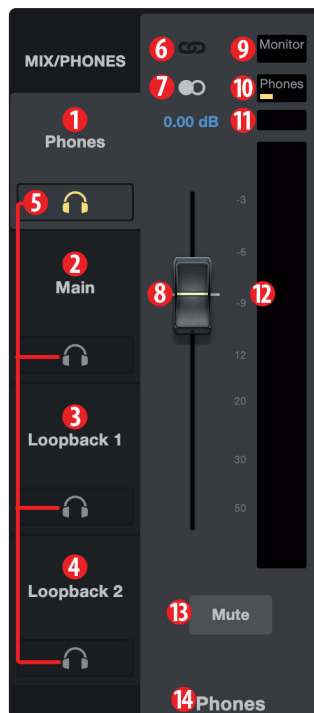 MIX/PHONES
1
Phones
5
2
Main
3
Loopback 1
4
Loopback 2
6
9 Monitor
7
10 Phones
0.00 dB 11
-3
-6
8
-9 12
12
20
30
50
13 Mute
14 Phones